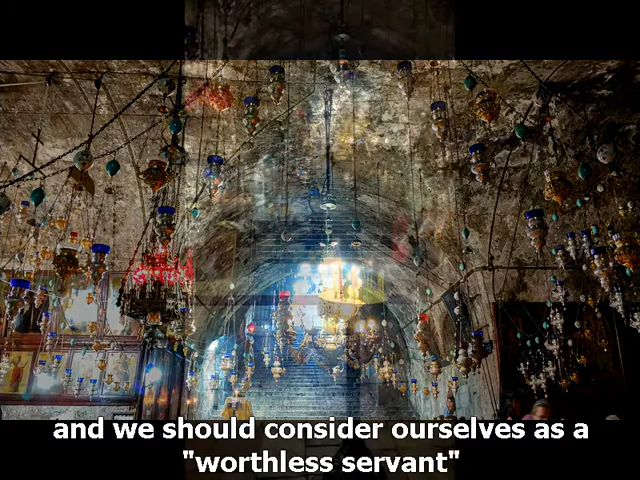 and we should consider ourselves as a
"worthless servant"